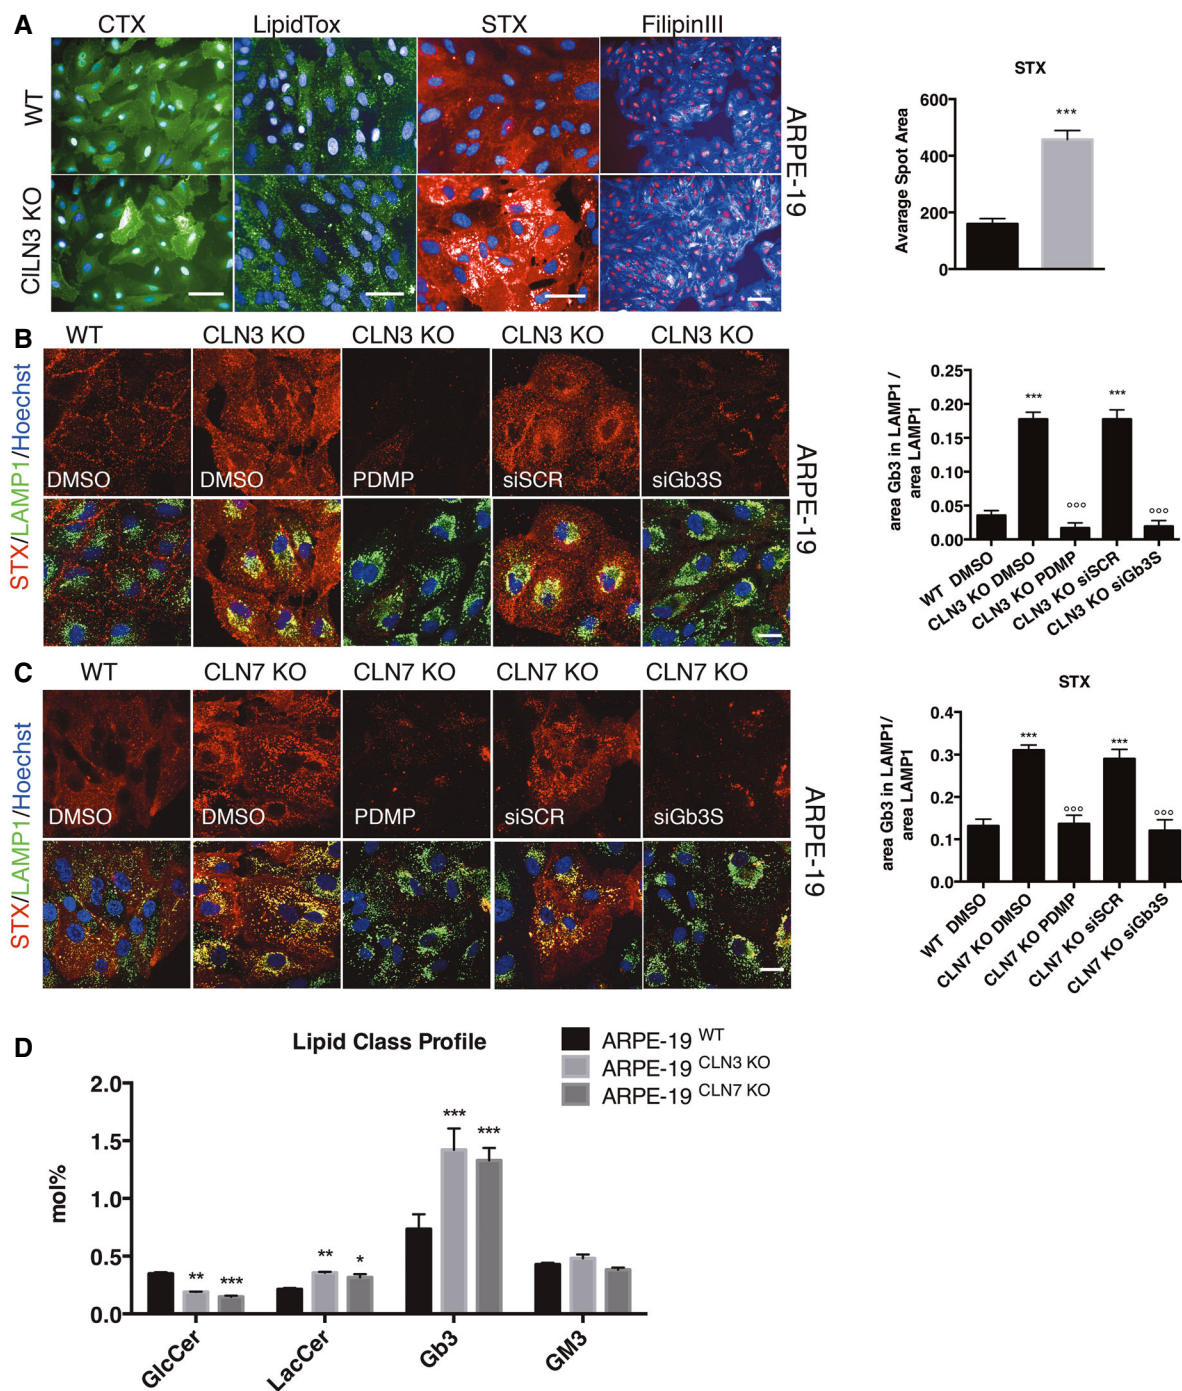 A
CTX LipidTox STX FilipinIII
WT
ClLN3 KO
ARPE-19
STX
Avarage Spot Area
600
400
200
0
***
B
WT CLN3 KO CLN3 KO CLN3 KO CLN3 KO
STX/LAMP1/Hoechst
DMSO DMSO PDMP siSCR siGb3S
ARPE-19
area Gb3 in LAMP1 /
area LAMP1
0.25
0.20
0.15
0.10
0.05
0.00
*** °°° *** °°°
WT DMSO
CLN3 KO DMSO
CLN3 KO PDMP
CLN3 KO siSCR
CLN3 KO siGb3S
C
WT CLN7 KO CLN7 KO CLN7 KO CLN7 KO
STX/LAMP1/Hoechst
DMSO DMSO PDMP siSCR siGb3S
ARPE-19
STX
area Gb3 in LAMP1/
area LAMP1
0.4
0.3
0.2
0.1
0.0
*** °°° *** °°°
WT DMSO
CLN7 KO DMSO
CLN7 KO PDMP
CLN7 KO siSCR
CLN7 KO siGb3S
D
Lipid Class Profile
ARPE-19 WT
ARPE-19 CLN3 KO
ARPE-19 CLN7 KO
mol%
2.0
1.5
1.0
0.5
0.0
** *** ** * *** ***
GlcCer
LacCer
Gb3
GM3